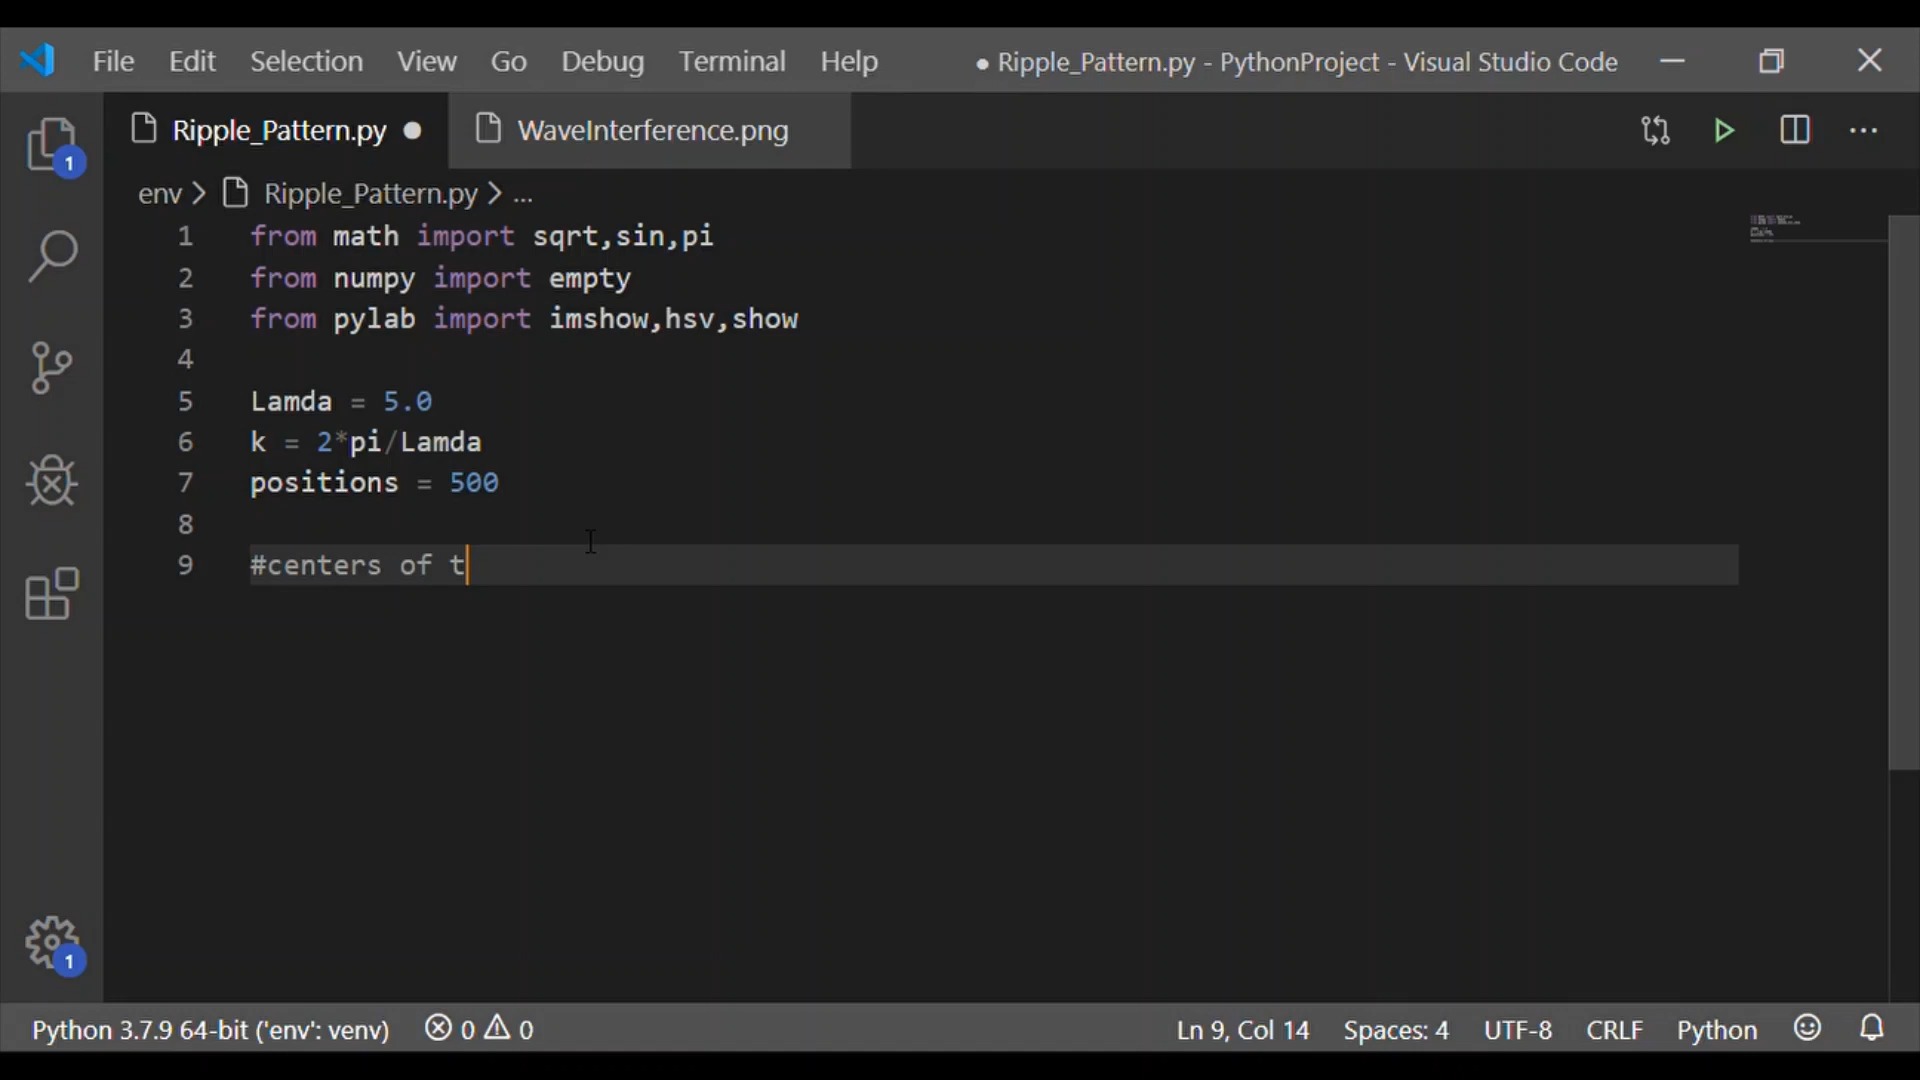 File Edit Selections View Go Debug Terminal Help ● Ripple_Pattern.py - PythonProject - Visual Studio Code
Ripple_Pattern.py WaveInterference.png
env > Ripple_Pattern.py > ...
1 from math import sqrt,sin,pi
2 from numpy import empty
3 from pylab import imshow,hsv,show
4
5 Lamda = 5.0
6 k = 2*pi/Lamda
7 positions = 500
8
9 #centers of t
1
1
Python 3.7.9 64-bit ('env': venv) 0 0 Ln 9, Col 14 Spaces: 4 UTF-8 CRLF Python